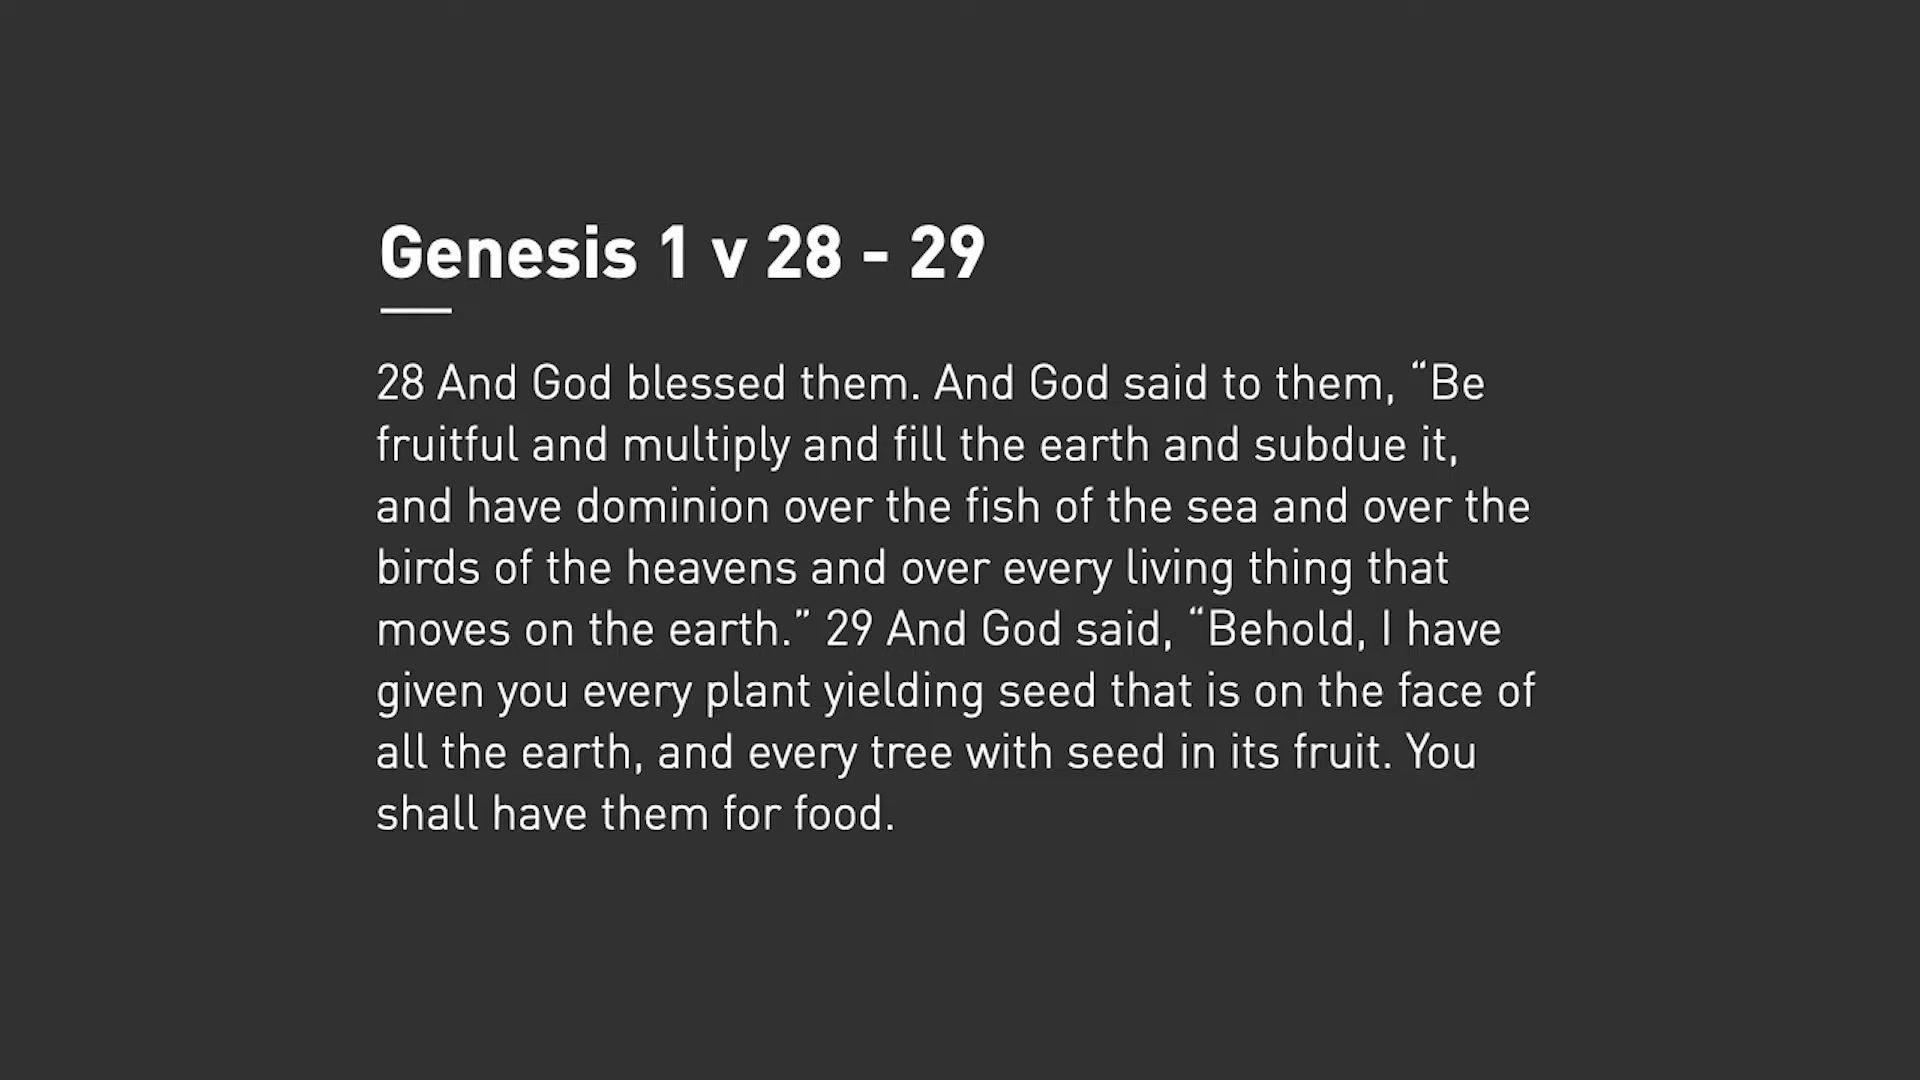 Genesis 1 v 28 - 29
28 And God blessed them. And God said to them, “Be
fruitful and multiply and fill the earth and subdue it,
and have dominion over the fish of the sea and over the
birds of the heavens and over every living thing that
moves on the earth.” 29 And God said, “Behold, I have
given you every plant yielding seed that is on the face of
all the earth, and every tree with seed in its fruit. You
shall have them for food.